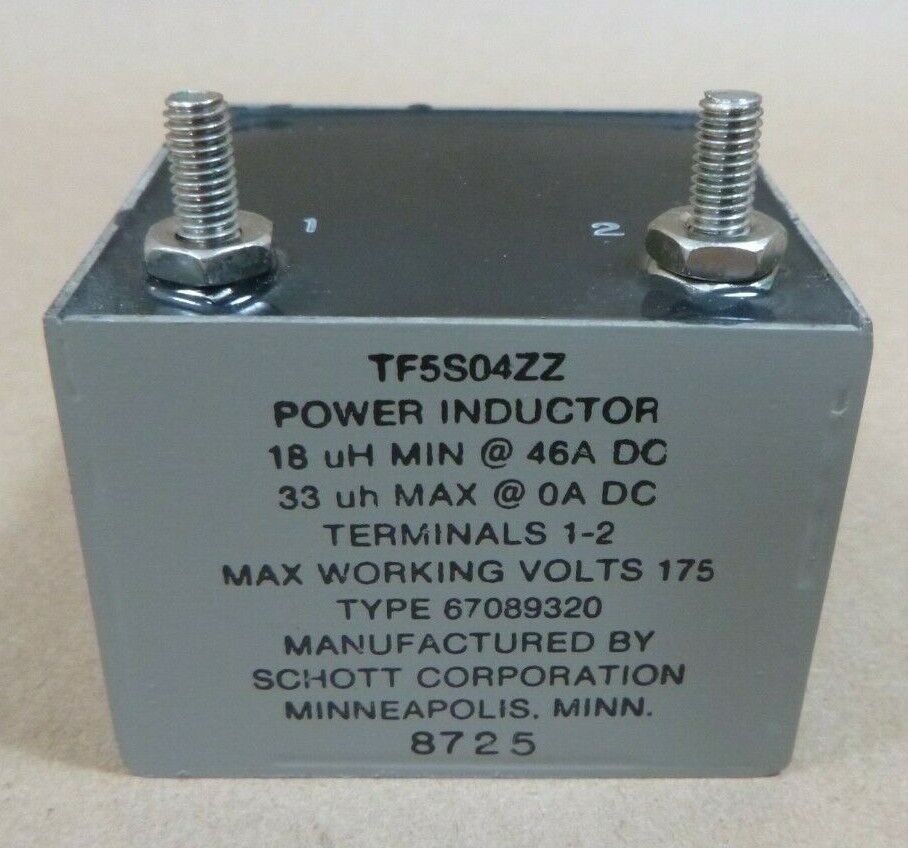 1 2
TF5S04ZZ
POWER INDUCTOR
18 uH MIN @ 46A DC
33 uh MAX @ 0A DC
TERMINALS 1-2
MAX WORKING VOLTS 175
TYPE 67089320
MANUFACTURED BY
SCHOTT CORPORATION
MINNEAPOLIS, MINN.
8725